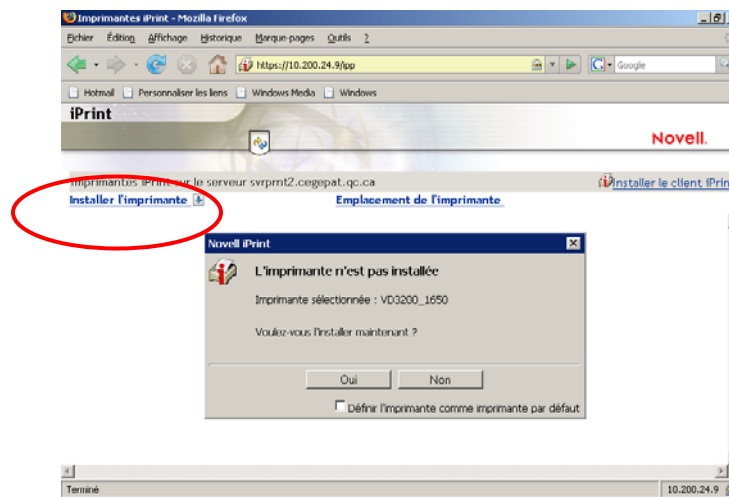 Imprimantes iPrint - Mozilla Firefox
Fichier Édition Affichage Historique Marque-pages Outils ?
https://10.200.24.9/ipp
Google
Hotmail Personnaliser les liens Windows Media Windows
iPrint
Novell.
Imprimantes iPrint sur le serveur svrprnt2.cegepat.qc.ca
Installer le client iPrin
Installer l'imprimante
Emplacement de l'imprimante
Novell iPrint
L'imprimante n'est pas installée
Imprimante sélectionnée : VD3200_1650
Voulez-vous l'installer maintenant ?
Oui Non
Définir l'imprimante comme imprimante par défaut
Terminé
10.200.24.9